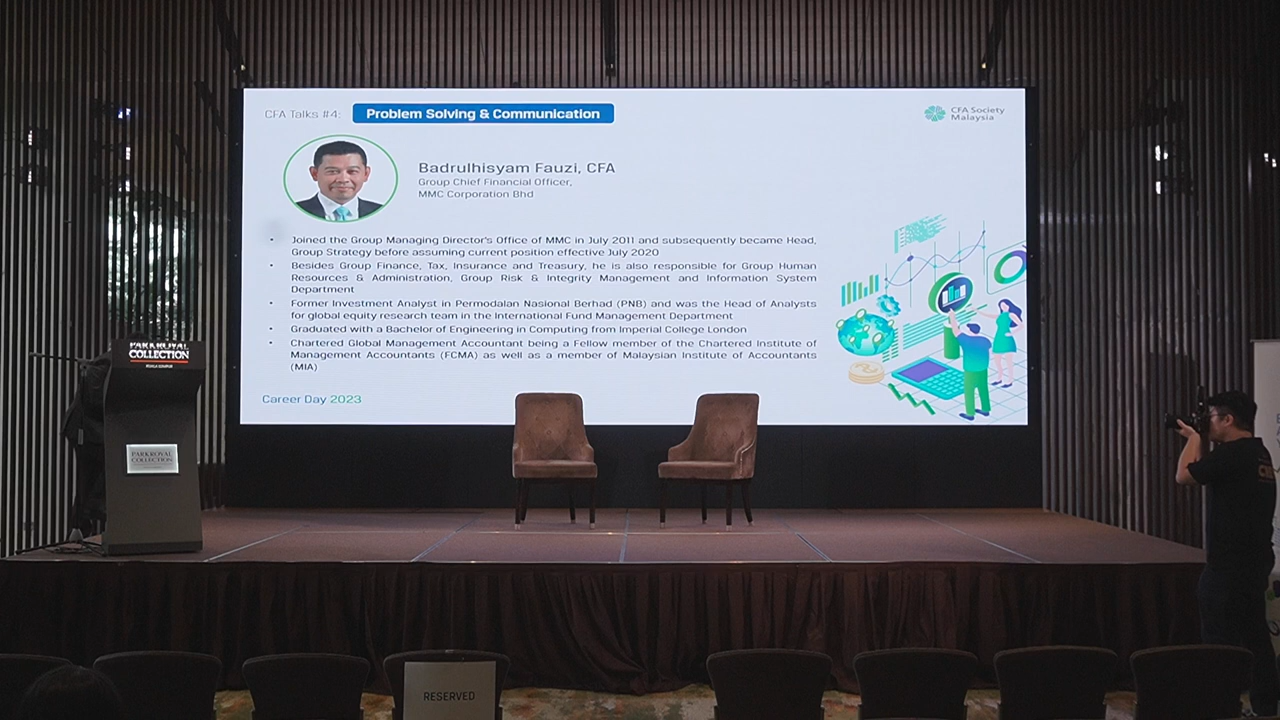 CFA Talks #4: Problem Solving & Communication
CFA Society
Malaysia
Badrulhisyam Fauzi, CFA
Group Chief Financial Officer,
MMC Corporation Bhd
• Joined the Group Managing Director's Office of MMC in July 2011 and subsequently became Head,
Group Strategy before assuming current position effective July 2020
• Besides Group Finance, Tax, Insurance and Treasury, he is also responsible for Group Human
Resources & Administration, Group Risk & Integrity Management and Information System
Department
• Former Investment Analyst in Permodalan Nasional Berhad (PNB) and was the Head of Analysts
for global equity research team in the International Fund Management Department
• Graduated with a Bachelor of Engineering in Computing from Imperial College London
• Chartered Global Management Accountant being a Fellow member of the Chartered Institute of
Management Accountants (FCMA) as well as a member of Malaysian Institute of Accountants
(MIA)
Career Day 2023
PARKROYAL
COLLECTION
PARKROYAL
COLLECTION
RESERVED